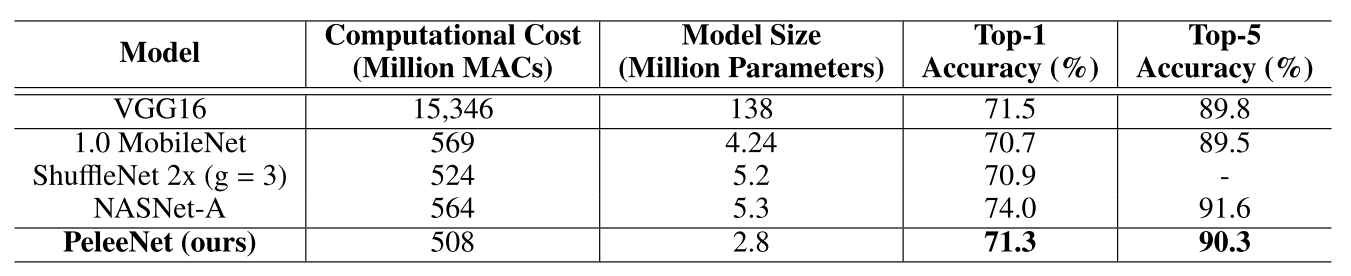 Model Computational Cost (Million MACs) Model Size (Million Parameters) Top-1 Accuracy (%) Top-5 Accuracy (%)
VGG16 15,346 138 71.5 89.8
1.0 MobileNet 569 4.24 70.7 89.5
ShuffleNet 2x (g = 3) 524 5.2 70.9 -
NASNet-A 564 5.3 74.0 91.6
PeleeNet (ours) 508 2.8 71.3 90.3